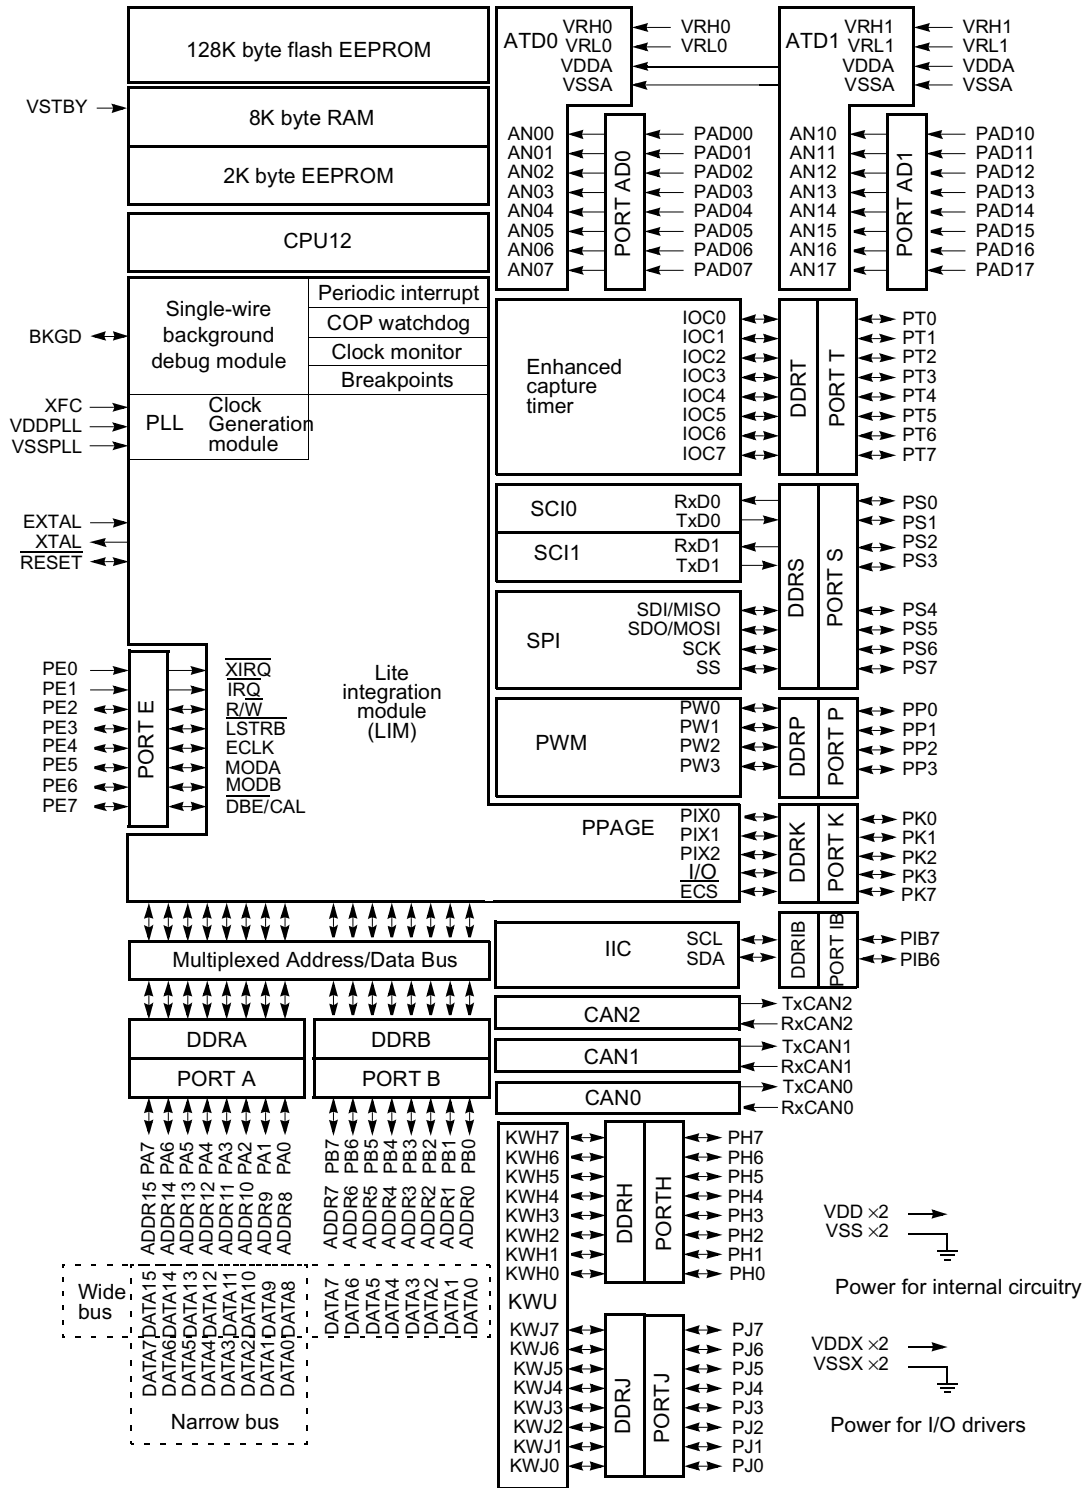 128K byte flash EEPROM
VSTBY
8K byte RAM
2K byte EEPROM
CPU12
BKGD
Single-wire
background
debug module
Periodic interrupt
COP watchdog
Clock monitor
Breakpoints
XFC
VDDPLL
VSSPLL
PLL
Clock
Generation
module
EXTAL
XTAL
RESET
PE0
PE1
PE2
PE3
PE4
PE5
PE6
PE7
PORT E
XIRQ
IRQ
R/W
LSTRB
ECLK
MODA
MODB
DBE/CAL
Lite
integration
module
(LIM)
ATD0
VRH0
VRL0
VDDA
VSSA
VRH0
VRL0
AN00
AN01
AN02
AN03
AN04
AN05
AN06
AN07
PORT AD0
PAD00
PAD01
PAD02
PAD03
PAD04
PAD05
PAD06
PAD07
ATD1
VRH1
VRL1
VDDA
VSSA
VRH1
VRL1
VDDA
VSSA
AN10
AN11
AN12
AN13
AN14
AN15
AN16
AN17
PORT AD1
PAD10
PAD11
PAD12
PAD13
PAD14
PAD15
PAD16
PAD17
Enhanced
capture
timer
IOC0
IOC1
IOC2
IOC3
IOC4
IOC5
IOC6
IOC7
DDRT
PORT T
PT0
PT1
PT2
PT3
PT4
PT5
PT6
PT7
SCI0
RxD0
TxD0
SCI1
RxD1
TxD1
SPI
SDI/MISO
SDO/MOSI
SCK
SS
DDRS
PORT S
PS0
PS1
PS2
PS3
PS4
PS5
PS6
PS7
PWM
PW0
PW1
PW2
PW3
DDRP
PORT P
PP0
PP1
PP2
PP3
PPAGE
PIX0
PIX1
PIX2
I/O
ECS
DDRK
PORT K
PK0
PK1
PK2
PK3
PK7
IIC
SCL
SDA
DDRIB
PORT IB
PIB7
PIB6
CAN2
TxCAN2
RxCAN2
CAN1
TxCAN1
RxCAN1
CAN0
TxCAN0
RxCAN0
Multiplexed Address/Data Bus
DDRA
PORT A
DDRB
PORT B
PA7
PA6
PA5
PA4
PA3
PA2
PA1
PA0
PB7
PB6
PB5
PB4
PB3
PB2
PB1
PB0
ADDR15
ADDR14
ADDR13
ADDR12
ADDR11
ADDR10
ADDR9
ADDR8
ADDR7
ADDR6
ADDR5
ADDR4
ADDR3
ADDR2
ADDR1
ADDR0
Wide
bus
DATA15
DATA14
DATA13
DATA12
DATA11
DATA10
DATA9
DATA8
DATA7
DATA6
DATA5
DATA4
DATA3
DATA2
DATA1
DATA0
DATA7
DATA6
DATA5
DATA4
DATA3
DATA2
DATA1
DATA0
Narrow bus
KWH7
KWH6
KWH5
KWH4
KWH3
KWH2
KWH1
KWH0
DDRH
PORTH
PH7
PH6
PH5
PH4
PH3
PH2
PH1
PH0
KWU
KWJ7
KWJ6
KWJ5
KWJ4
KWJ3
KWJ2
KWJ1
KWJ0
DDRJ
PORTJ
PJ7
PJ6
PJ5
PJ4
PJ3
PJ2
PJ1
PJ0
VDD ×2
VSS ×2
Power for internal circuitry
VDDX ×2
VSSX ×2
Power for I/O drivers